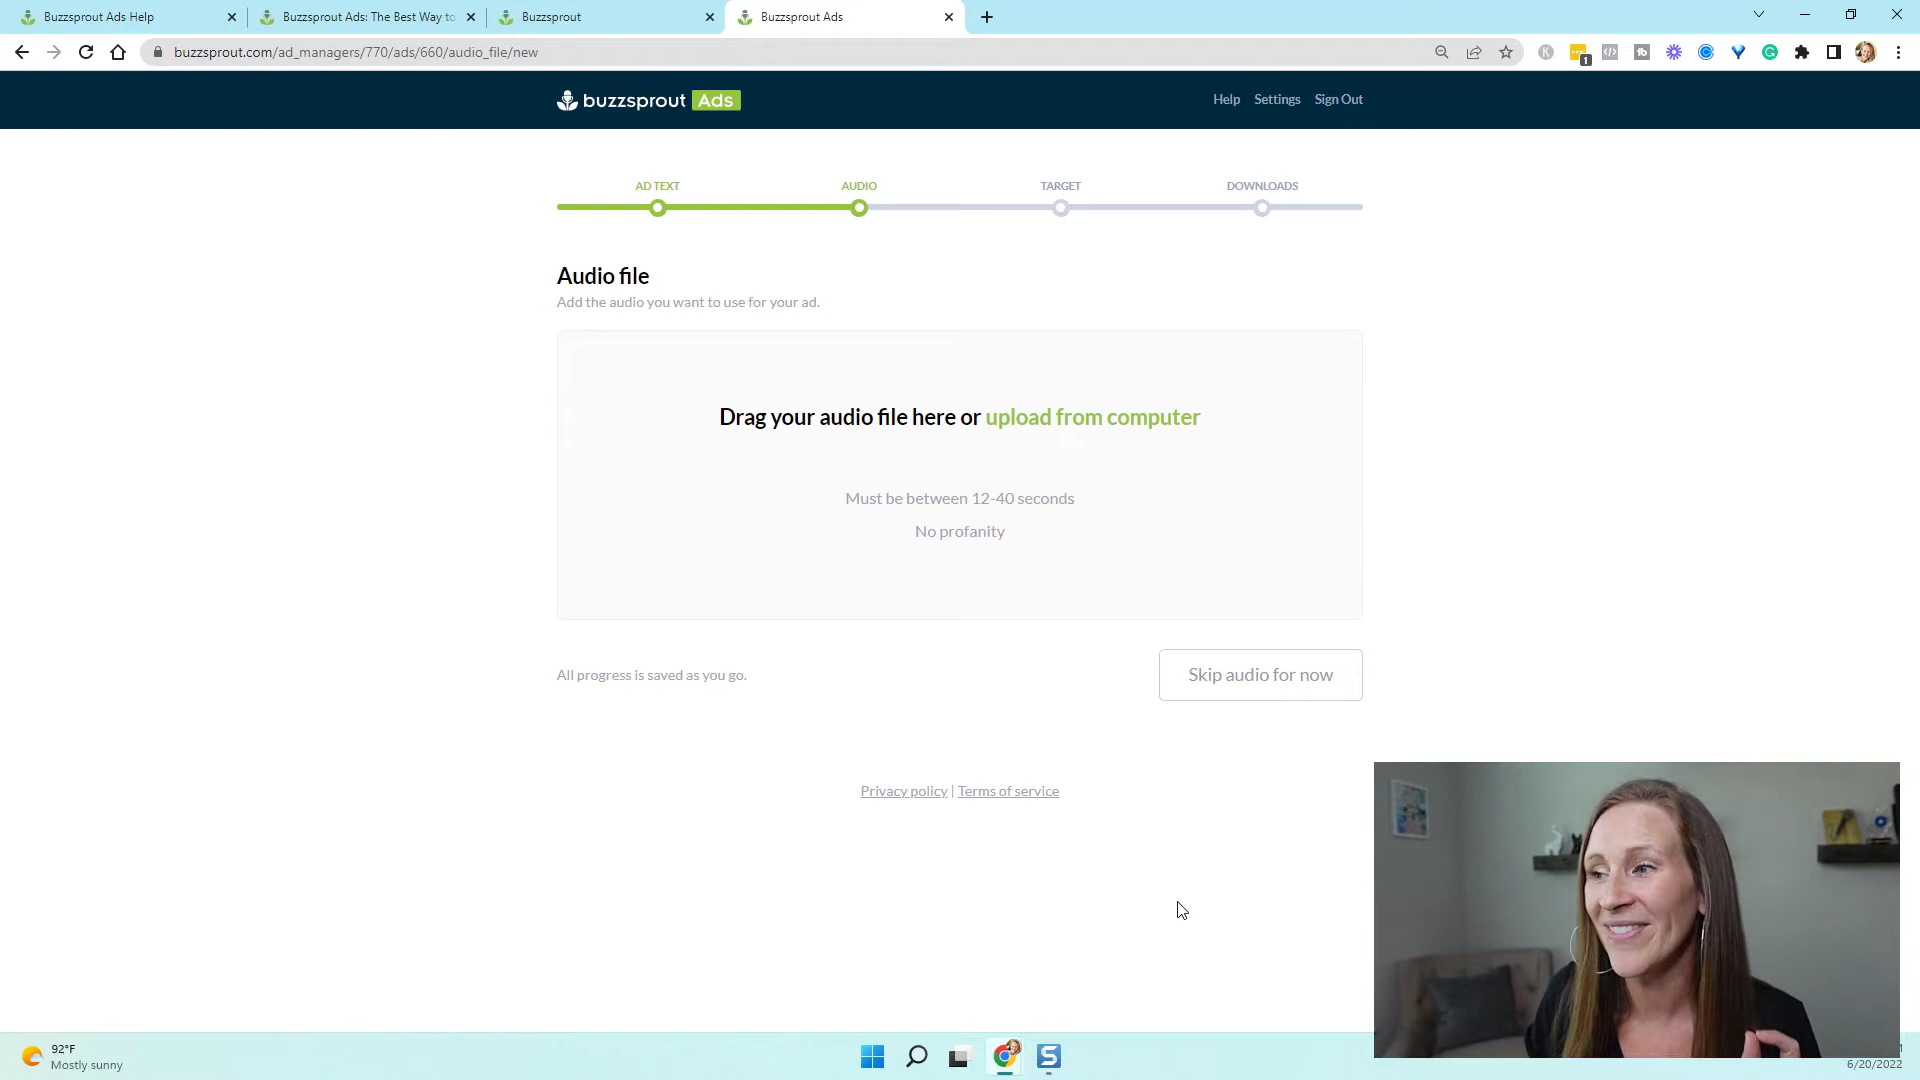 Buzzsprout Ads Help
Buzzsprout Ads: The Best Way to
Buzzsprout
Buzzsprout Ads
buzzsprout.com/ad_managers/770/ads/660/audio_file/new
1
buzzsprout Ads
Help
Settings
Sign Out
AD TEXT
AUDIO
TARGET
DOWNLOADS
Audio file
Add the audio you want to use for your ad.
Drag your audio file here or upload from computer
Must be between 12-40 seconds
No profanity
All progress is saved as you go.
Skip audio for now
Privacy policy | Terms of service
92°F
Mostly sunny
6/20/2022